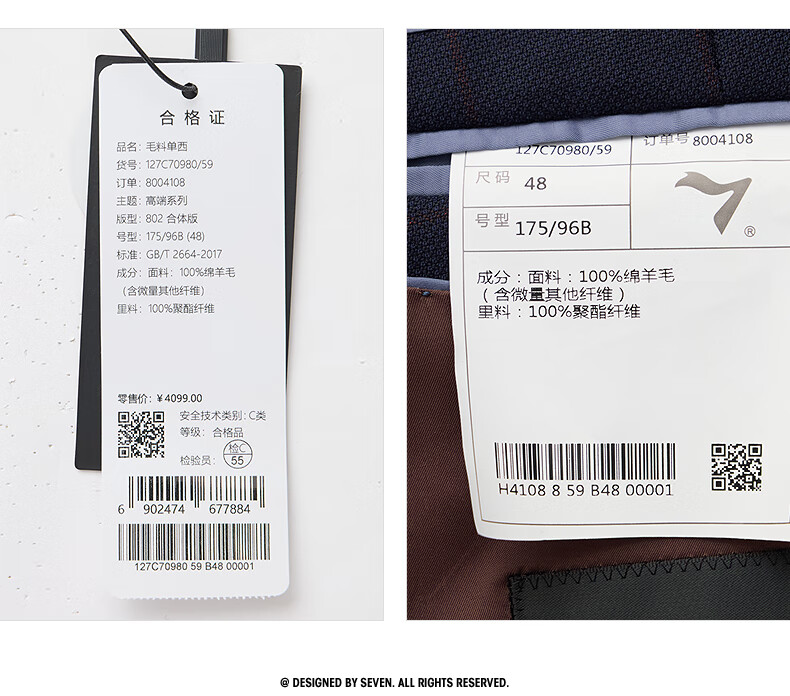 合格证
品名：毛料单西
货号：127C70980/59
订单：8004108
主题：高端系列
版型：802 合体版
号型：175/96B (48)
标准：GB/T 2664-2017
成分：面料：100%绵羊毛
（含微量其他纤维）
里料：100%聚酯纤维
零售价：¥4099.00
安全技术类别：C类
等级：合格品
检验员：
检C
55
6 902474 677884
127C70980 59 B48 00001
127C70980/59
订单号 8004108
尺码 48
号型 175/96B
®
成分：面料：100%绵羊毛
（含微量其他纤维）
里料：100%聚酯纤维
H4108 8 59 B48 00001
@ DESIGNED BY SEVEN. ALL RIGHTS RESERVED.